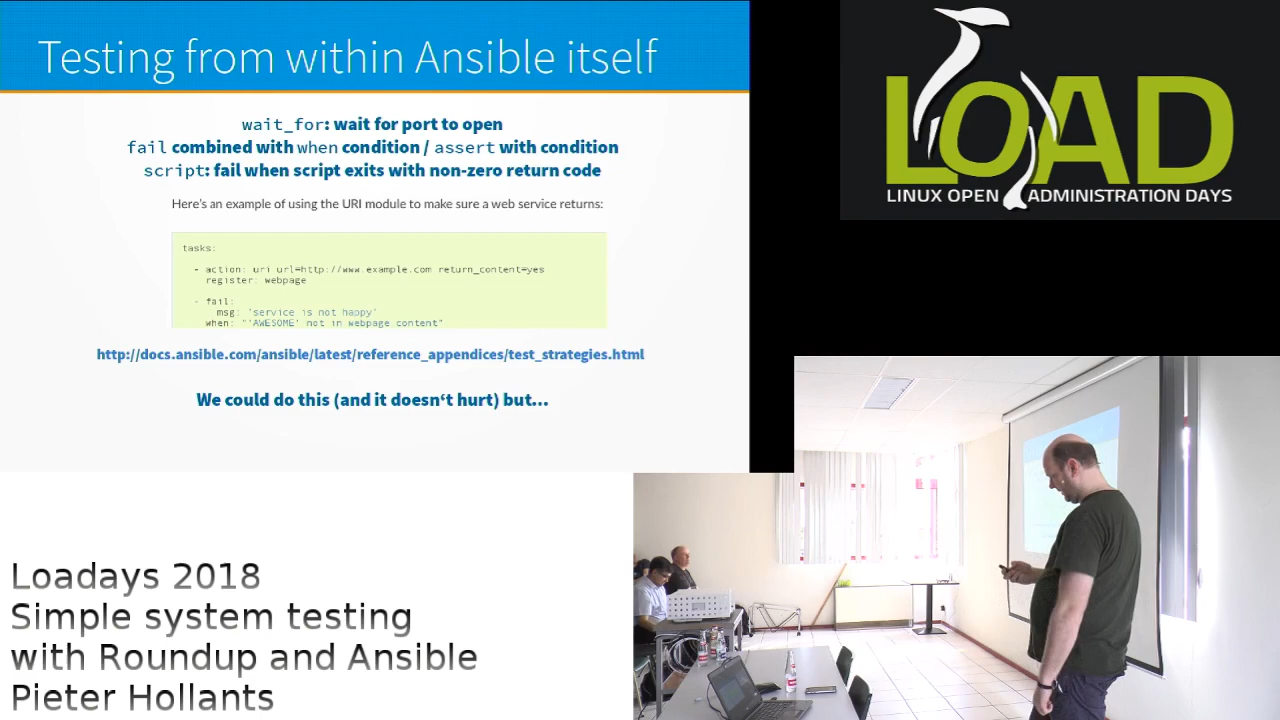 Testing from within Ansible itself
wait_for: wait for port to open
fail combined with when condition / assert with condition
script: fail when script exits with non-zero return code
Here's an example of using the URI module to make sure a web service returns:
tasks:
- action: uri url=http://www.example.com return_content=yes
register: webpage
- fail:
msg: 'service is not happy'
when: "'AWESOME' not in webpage content"
http://docs.ansible.com/ansible/latest/reference_appendices/test_strategies.html
We could do this (and it doesn‘t hurt) but...
LOAD
LINUX OPEN ADMINISTRATION DAYS
Loadays 2018
Simple system testing
with Roundup and Ansible
Pieter Hollants